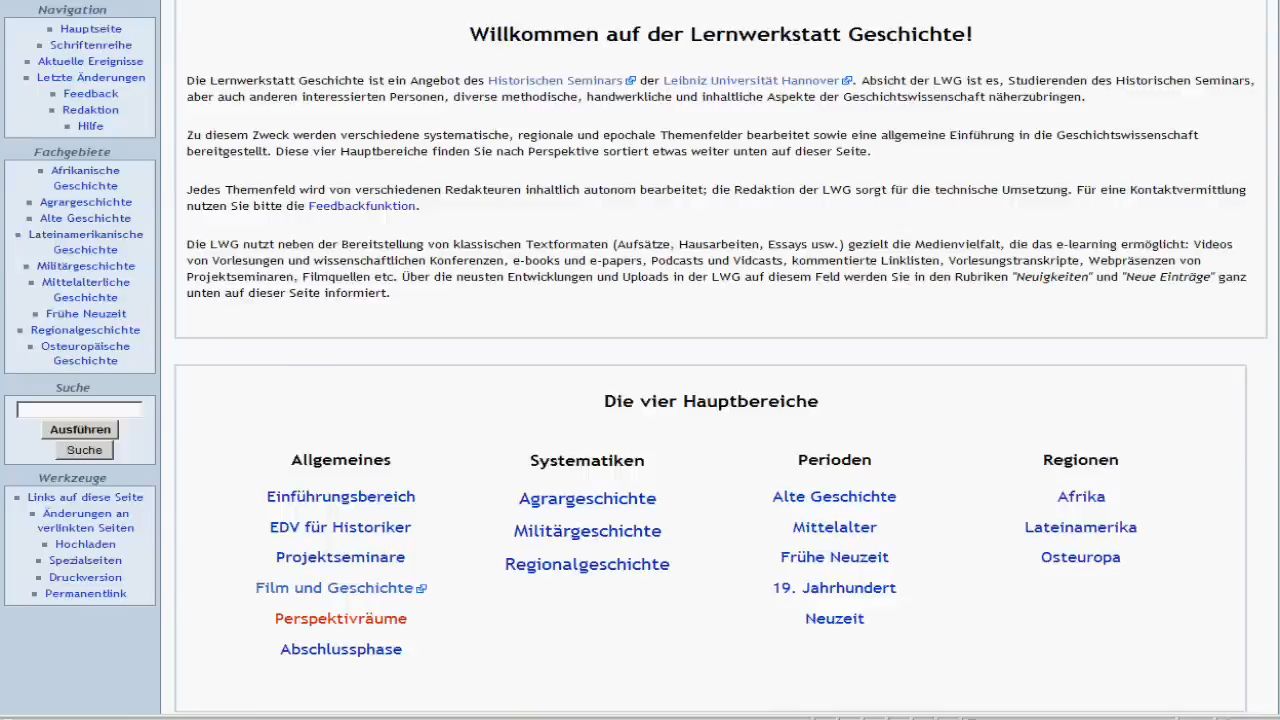 Navigation
Hauptseite
Schriftenreihe
Aktuelle Ereignisse
Letzte Änderungen
Feedback
Redaktion
Hilfe
Fachgebiete
Afrikanische
Geschichte
Agrargeschichte
Alte Geschichte
Lateinamerikanische
Geschichte
Militärgeschichte
Mittelalterliche
Geschichte
Frühe Neuzeit
Regionalgeschichte
Osteuropäische
Geschichte
Suche
Ausführen
Suche
Werkzeuge
Links auf diese Seite
Änderungen an
verlinkten Seiten
Hochladen
Spezialseiten
Druckversion
Permanentlink
Willkommen auf der Lernwerkstatt Geschichte!
Die Lernwerkstatt Geschichte ist ein Angebot des Historischen Seminars der Leibniz Universität Hannover. Absicht der LWG ist es, Studierenden des Historischen Seminars,
aber auch anderen interessierten Personen, diverse methodische, handwerkliche und inhaltliche Aspekte der Geschichtswissenschaft näherzubringen.
Zu diesem Zweck werden verschiedene systematische, regionale und epochale Themenfelder bearbeitet sowie eine allgemeine Einführung in die Geschichtswissenschaft
bereitgestellt. Diese vier Hauptbereiche finden Sie nach Perspektive sortiert etwas weiter unten auf dieser Seite.
Jedes Themenfeld wird von verschiedenen Redakteuren inhaltlich autonom bearbeitet; die Redaktion der LWG sorgt für die technische Umsetzung. Für eine Kontaktvermittlung
nutzen Sie bitte die Feedbackfunktion.
Die LWG nutzt neben der Bereitstellung von klassischen Textformaten (Aufsätze, Hausarbeiten, Essays usw.) gezielt die Medienvielfalt, die das e-learning ermöglicht: Videos
von Vorlesungen und wissenschaftlichen Konferenzen, e-books und e-papers, Podcasts und Vidcasts, kommentierte Linklisten, Vorlesungstranskripte, Webpräsenzen von
Projektseminaren, Filmquellen etc. Über die neusten Entwicklungen und Uploads in der LWG auf diesem Feld werden Sie in den Rubriken "Neuigkeiten" und "Neue Einträge" ganz
unten auf dieser Seite informiert.
Die vier Hauptbereiche
Allgemeines
Einführungsbereich
EDV für Historiker
Projektseminare
Film und Geschichte
Perspektivräume
Abschlussphase
Systematiken
Agrargeschichte
Militärgeschichte
Regionalgeschichte
Perioden
Alte Geschichte
Mittelalter
Frühe Neuzeit
19. Jahrhundert
Neuzeit
Regionen
Afrika
Lateinamerika
Osteuropa